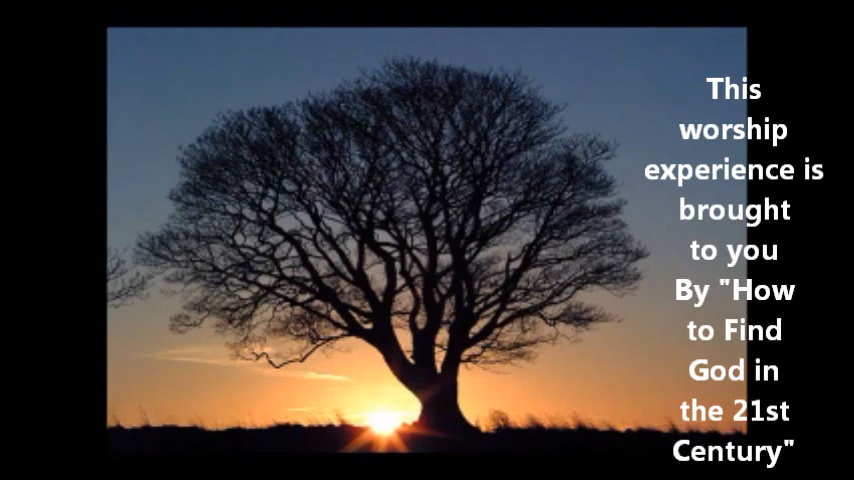 This
worship
experience is
brought
to you
By "How
to Find
God in
the 21st
Century"